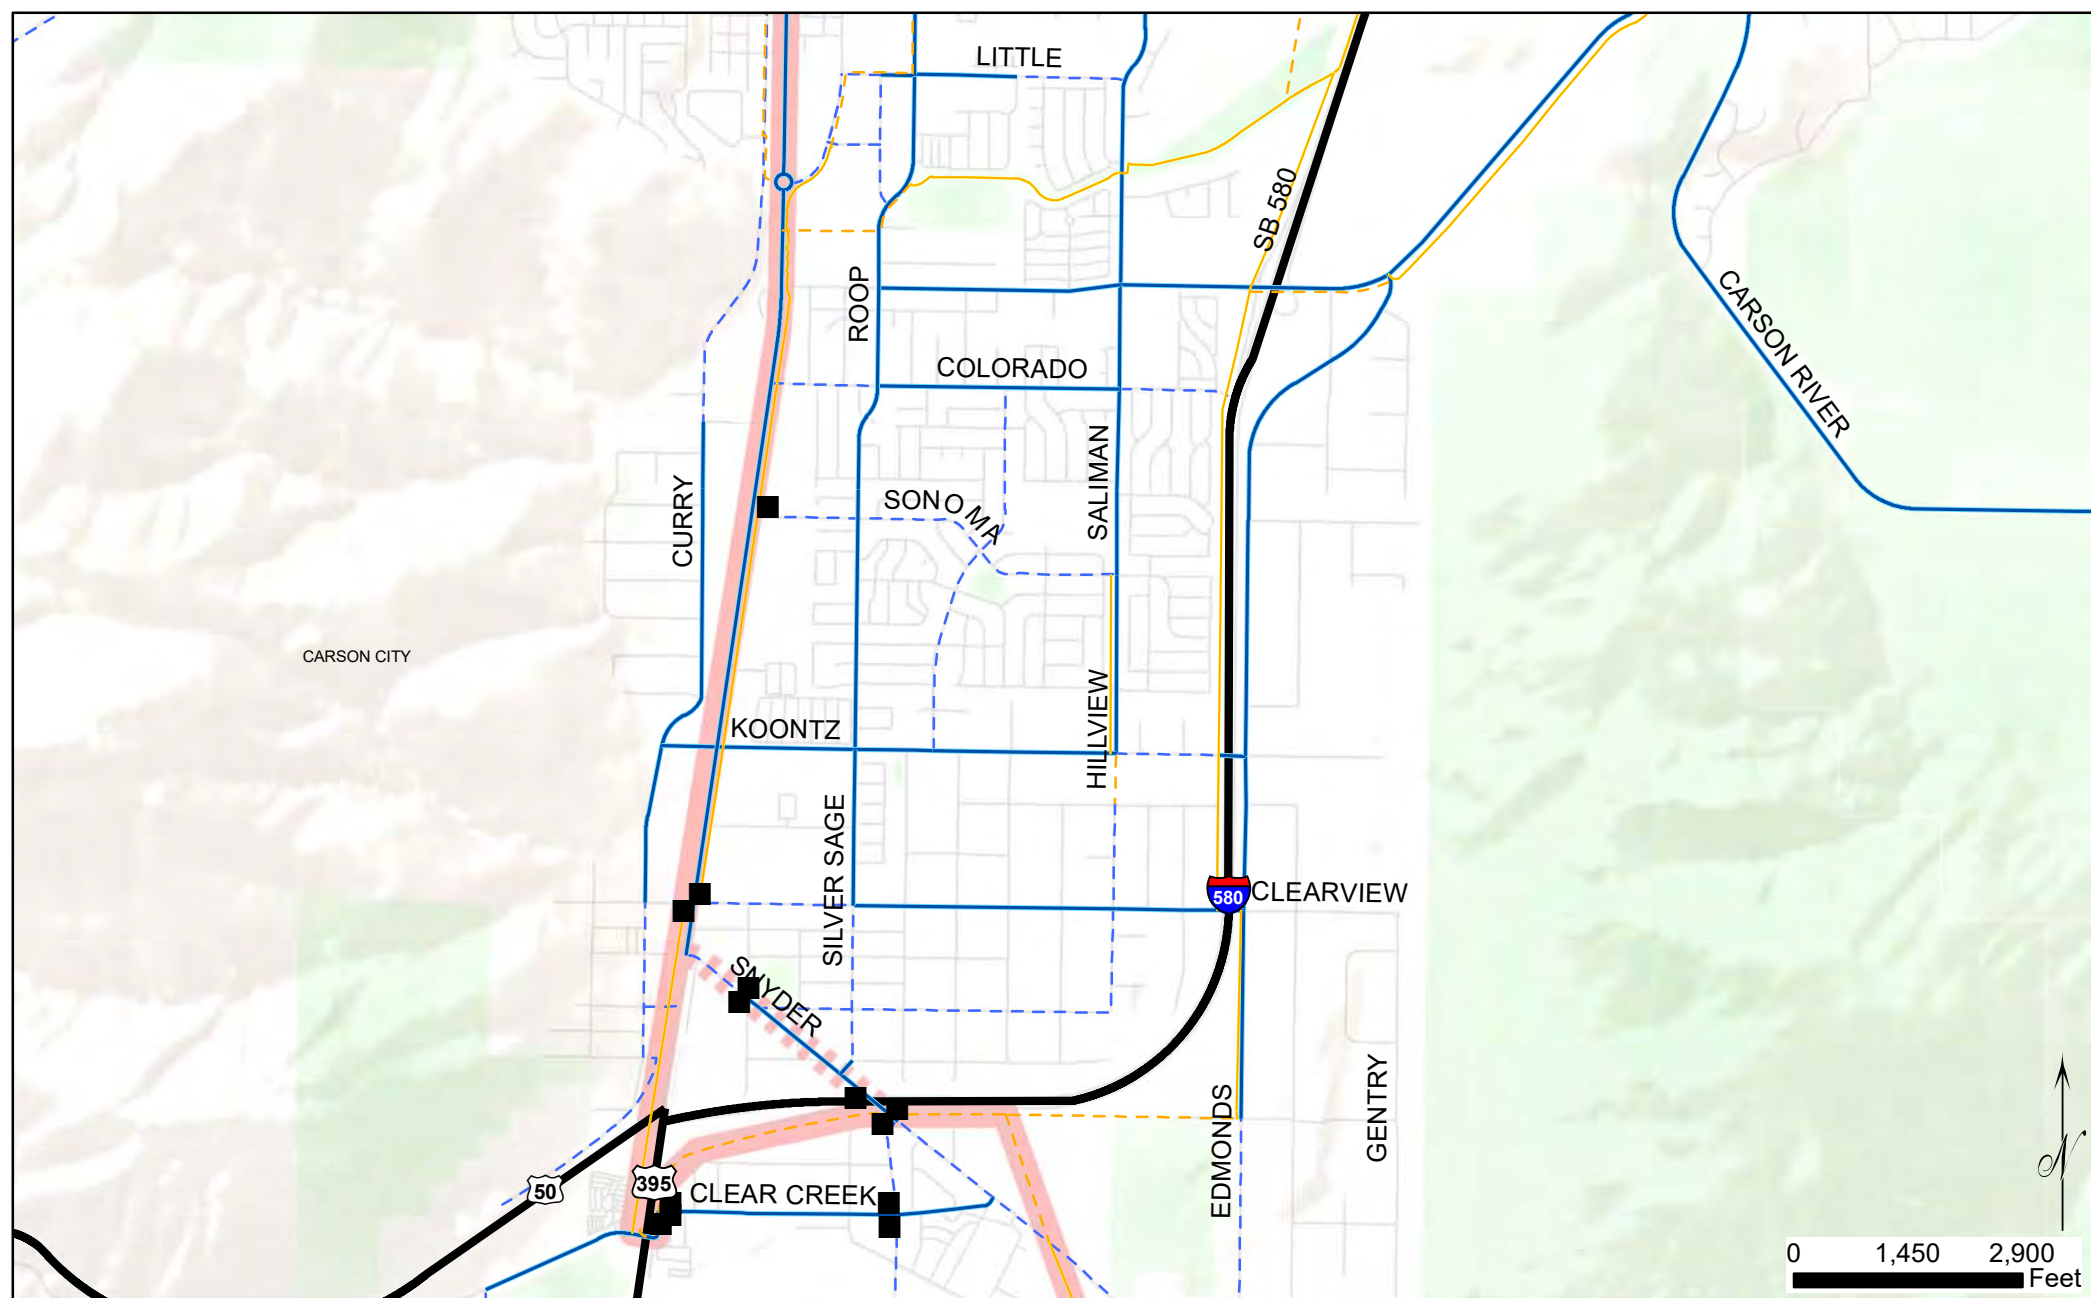 LITTLE
SB 580
ROOP
CARSON RIVER
COLORADO
SALIMAN
CURRY
SONOMA
CARSON CITY
HILLVIEW
KOONTZ
SILVER SAGE
580
CLEARVIEW
SNYDER
GENTRY
EDMONDS
N
50
395
CLEAR CREEK
0 1,450 2,900
Feet